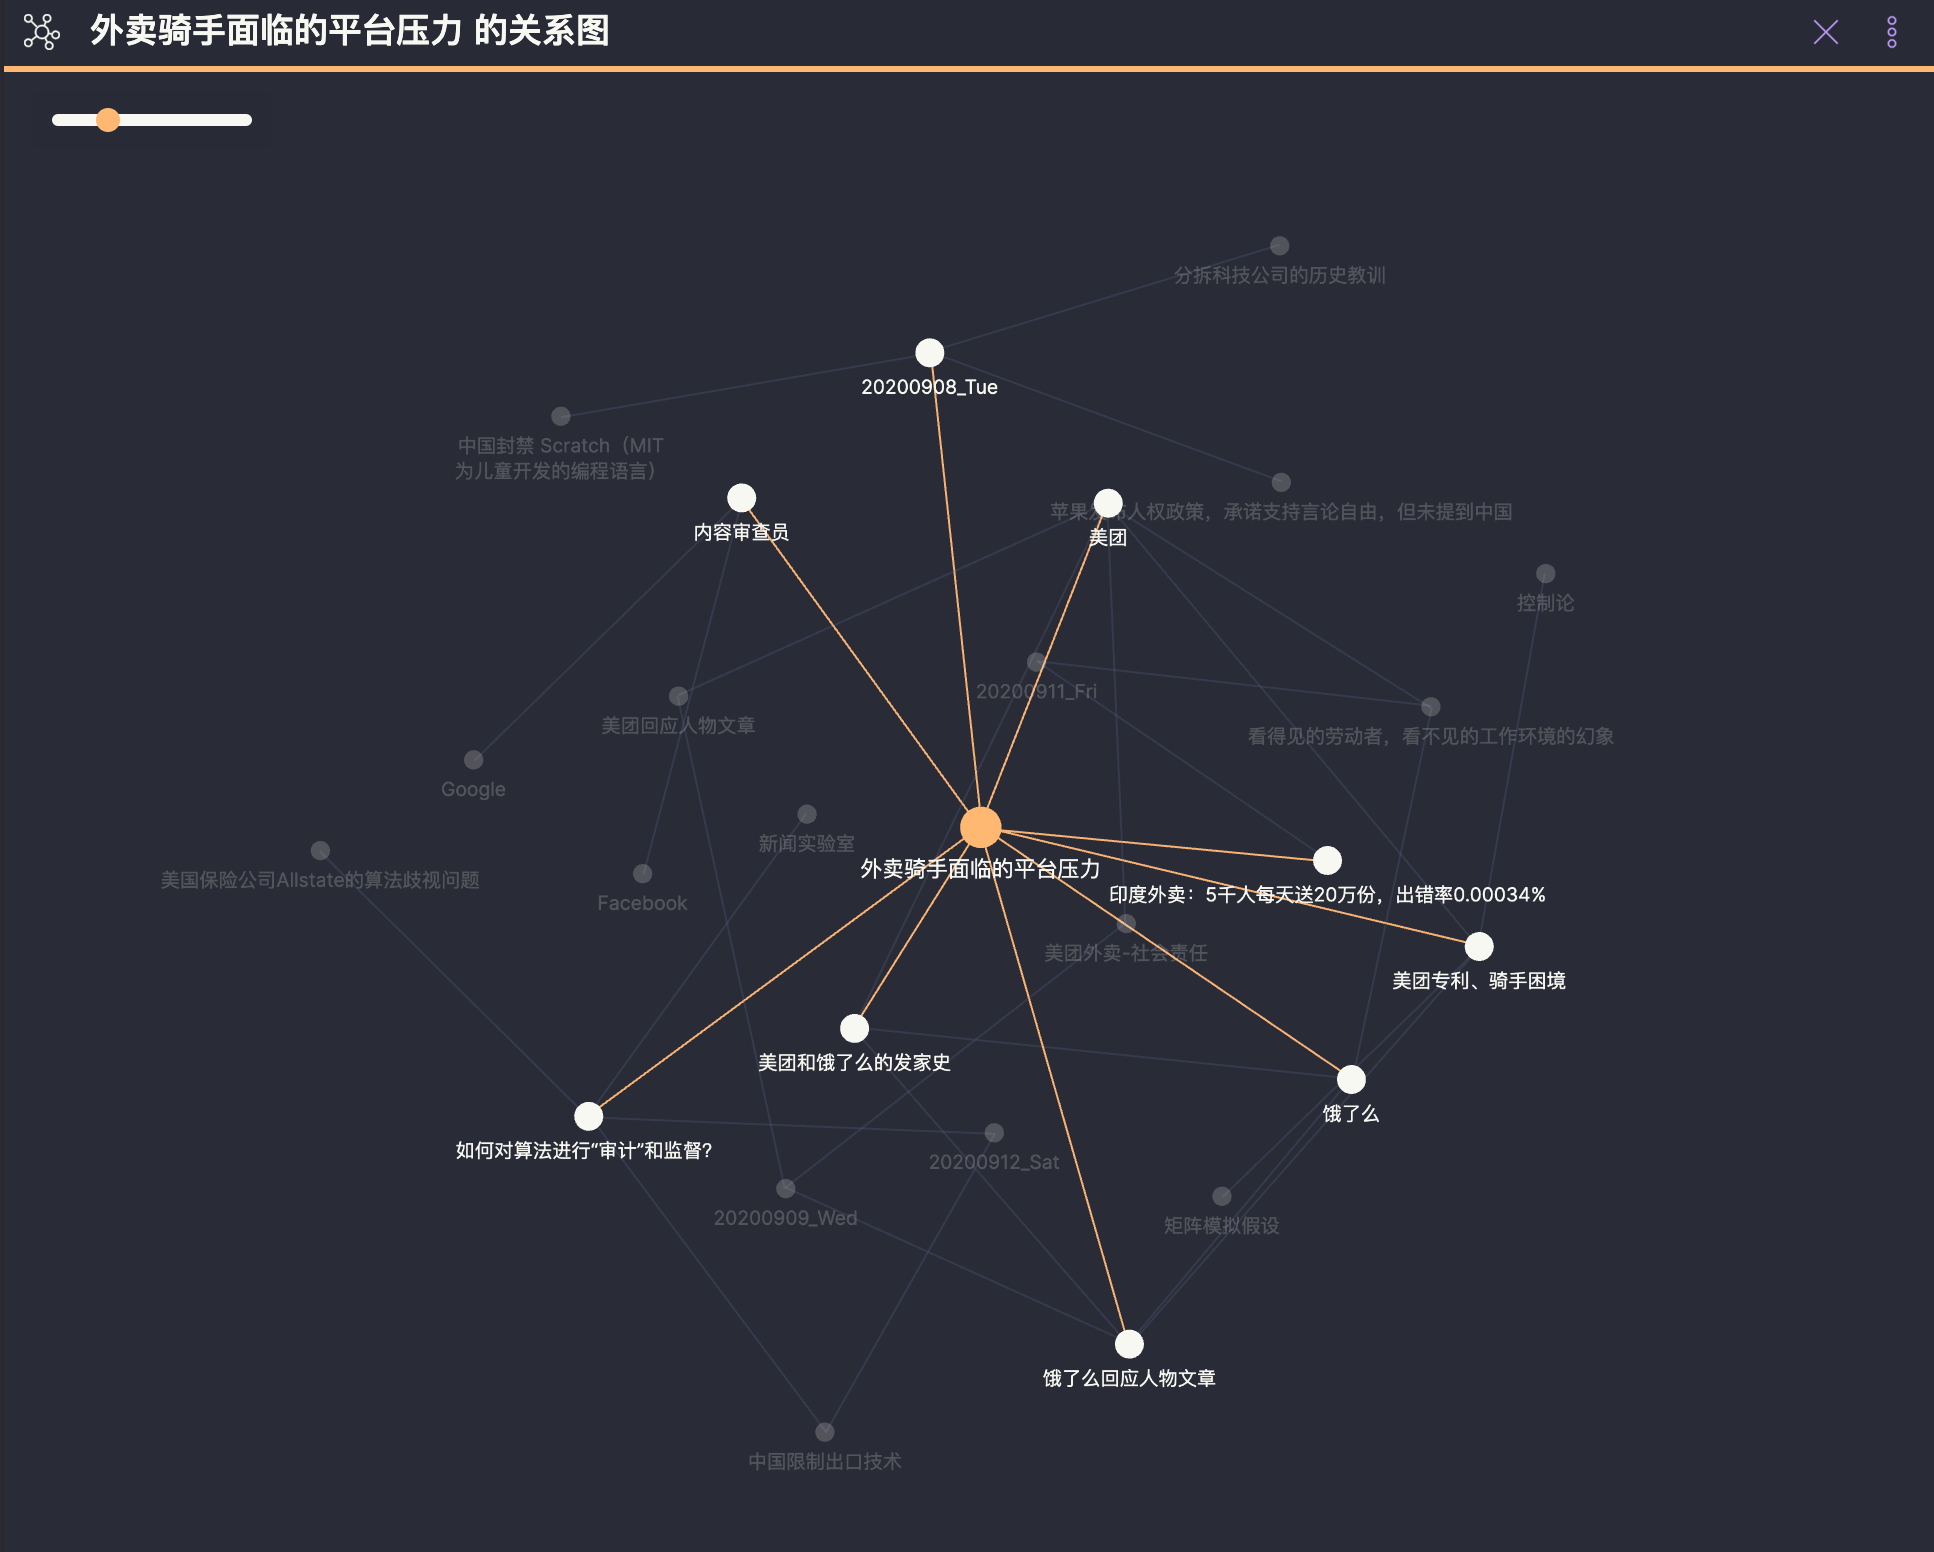 外卖骑手面临的平台压力 的关系图
分拆科技公司的历史教训
20200908_Tue
中国封禁 Scratch（MIT
为儿童开发的编程语言）
苹果发布人权政策，承诺支持言论自由，但未提到中国
内容审查员
美团
控制论
20200911_Fri
美团回应人物文章
看得见的劳动者，看不见的工作环境的幻象
Google
新闻实验室
外卖骑手面临的平台压力
美国保险公司Allstate的算法歧视问题
印度外卖：5千人每天送20万份，出错率0.00034%
Facebook
美团外卖-社会责任
美团专利、骑手困境
美团和饿了么的发家史
饿了么
如何对算法进行“审计”和监督?
20200912_Sat
20200909_Wed
矩阵模拟假设
饿了么回应人物文章
中国限制出口技术